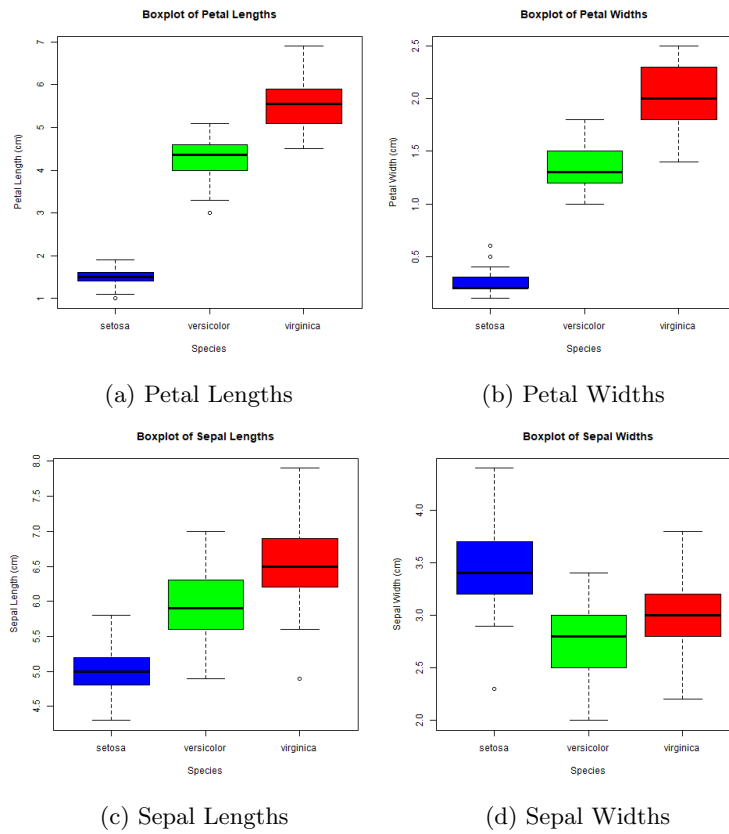 Boxplot of Petal Lengths
Petal Length (cm)
7
6
5
4
3
2
1
setosa versicolor virginica
Species
(a) Petal Lengths
Boxplot of Petal Widths
Petal Width (cm)
2.5
2.0
1.5
1.0
0.5
setosa versicolor virginica
Species
(b) Petal Widths
Boxplot of Sepal Lengths
Sepal Length (cm)
8.0
7.5
7.0
6.5
6.0
5.5
5.0
4.5
setosa versicolor virginica
Species
(c) Sepal Lengths
Boxplot of Sepal Widths
Sepal Width (cm)
4.0
3.5
3.0
2.5
2.0
setosa versicolor virginica
Species
(d) Sepal Widths